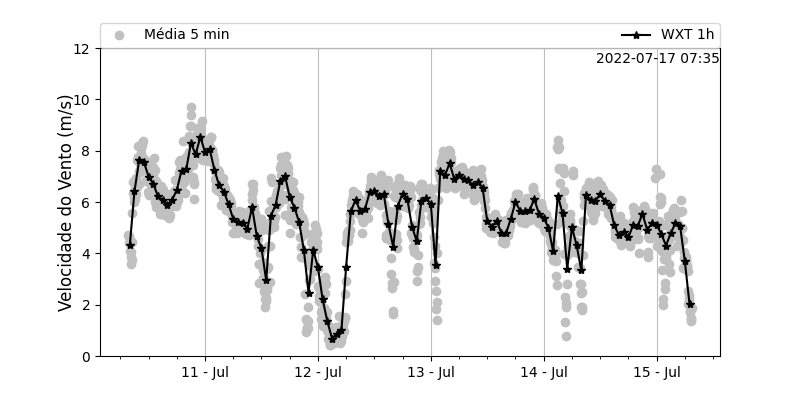 Média 5 min
WXT 1h
2022-07-17 07:35
Velocidade do Vento (m/s)
12
10
8
6
4
2
0
11 - Jul
12 - Jul
13 - Jul
14 - Jul
15 - Jul